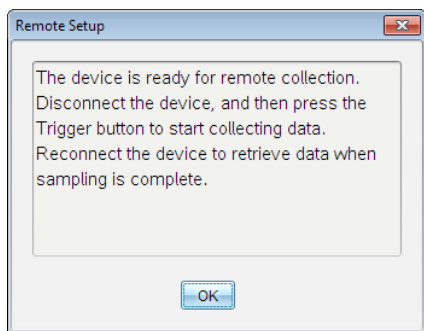 Remote Setup
The device is ready for remote collection.
Disconnect the device, and then press the
Trigger button to start collecting data.
Reconnect the device to retrieve data when
sampling is complete.
OK